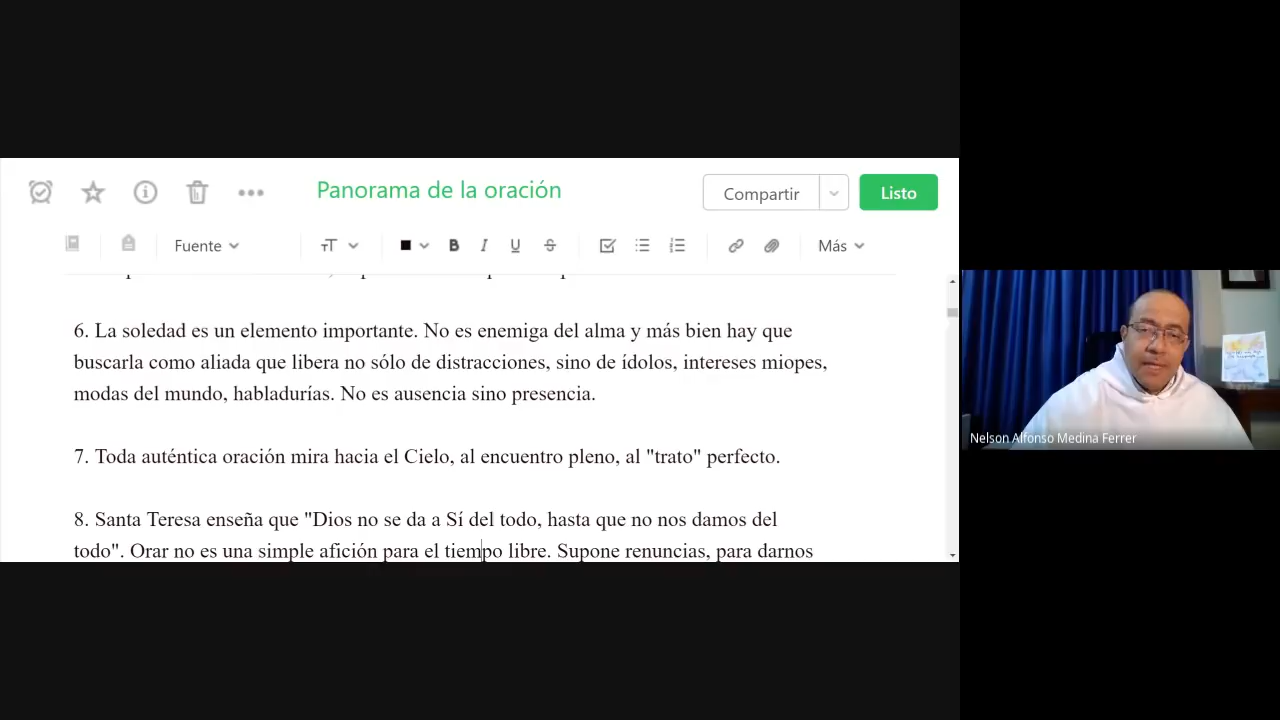 Panorama de la oración
Compartir
Listo
Fuente
Más
6. La soledad es un elemento importante. No es enemiga del alma y más bien hay que
buscarla como aliada que libera no sólo de distracciones, sino de ídolos, intereses miopes,
modas del mundo, habladurías. No es ausencia sino presencia.
7. Toda auténtica oración mira hacia el Cielo, al encuentro pleno, al "trato" perfecto.
8. Santa Teresa enseña que "Dios no se da a Sí del todo, hasta que no nos damos del
todo". Orar no es una simple afición para el tiempo libre. Supone renuncias, para darnos
Nelson Alfonso Medina Ferrer